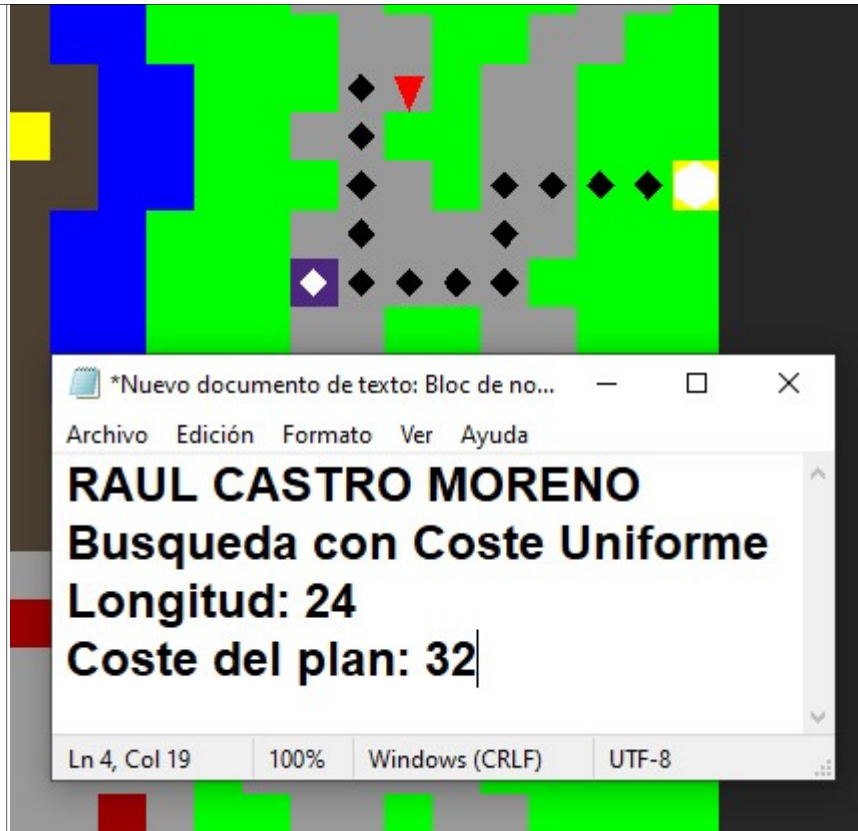 *Nuevo documento de texto: Bloc de no...
Archivo Edición Formato Ver Ayuda
RAUL CASTRO MORENO
Busqueda con Coste Uniforme
Longitud: 24
Coste del plan: 32
Ln 4, Col 19 100% Windows (CRLF) UTF-8